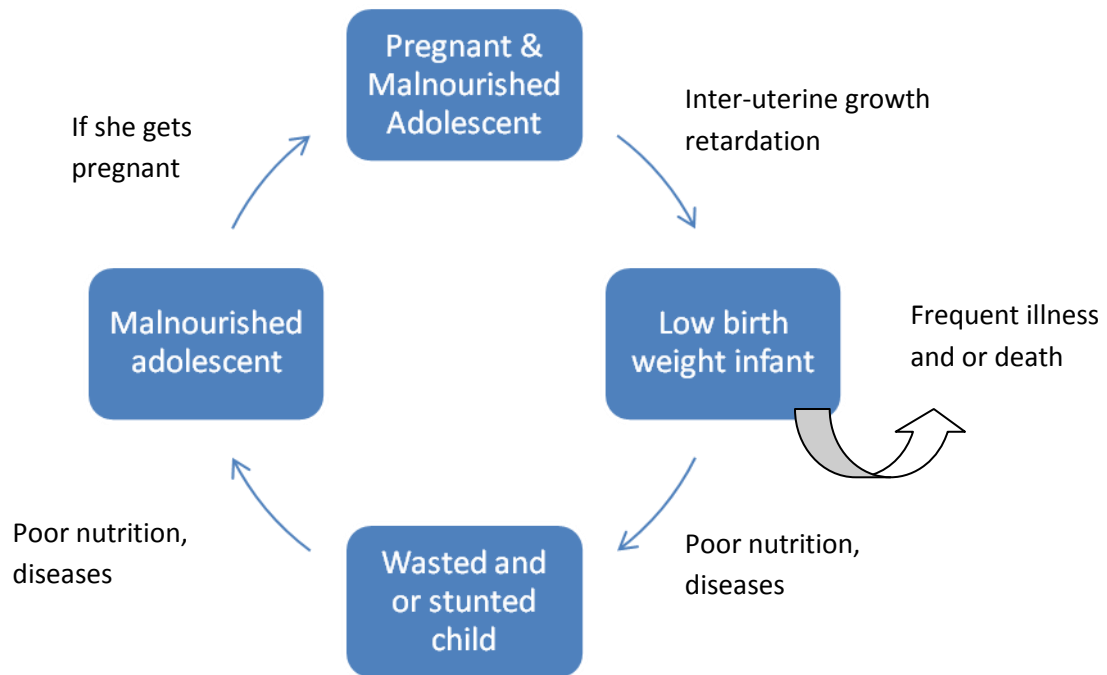 Pregnant &
Malnourished
Adolescent
Inter-uterine growth
retardation
If she gets
pregnant
Low birth
weight infant
Frequent illness
and or death
Malnourished
adolescent
Poor nutrition,
diseases
Wasted and
or stunted
child
Poor nutrition,
diseases